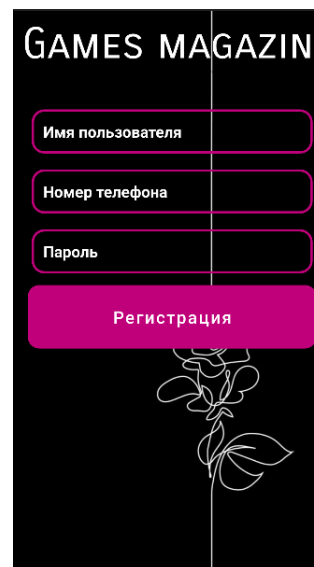 GAMES MAGAZIN
Имя пользователя
Номер телефона
Пароль
Регистрация